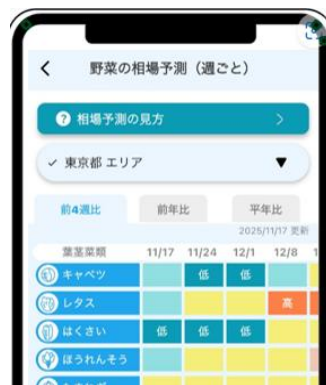 野菜の相場予測（週ごと）
? 相場予測の見方
東京都 エリア
前4週比 前年比 平年比
2025/11/17 更新
葉茎菜類 11/17 11/24 12/1 12/8
キャベツ 低 低
レタス 高
はくさい 低 低 低
ほうれんそう